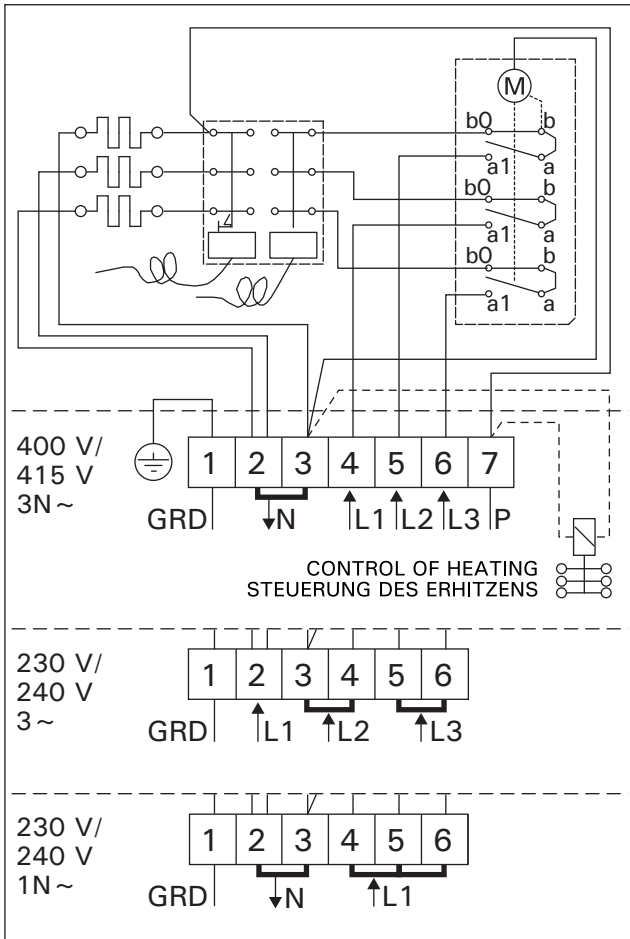 M
b0 b
a1 a
b0 b
a1 a
b0 b
a1 a
400 V/
415 V
3N~
1 2 3 4 5 6 7
GRD N L1 L2 L3 P
CONTROL OF HEATING
STEUERUNG DES ERHITZENS
230 V/
240 V
3~
1 2 3 4 5 6
GRD L1 L2 L3
230 V/
240 V
1N~
1 2 3 4 5 6
GRD N L1